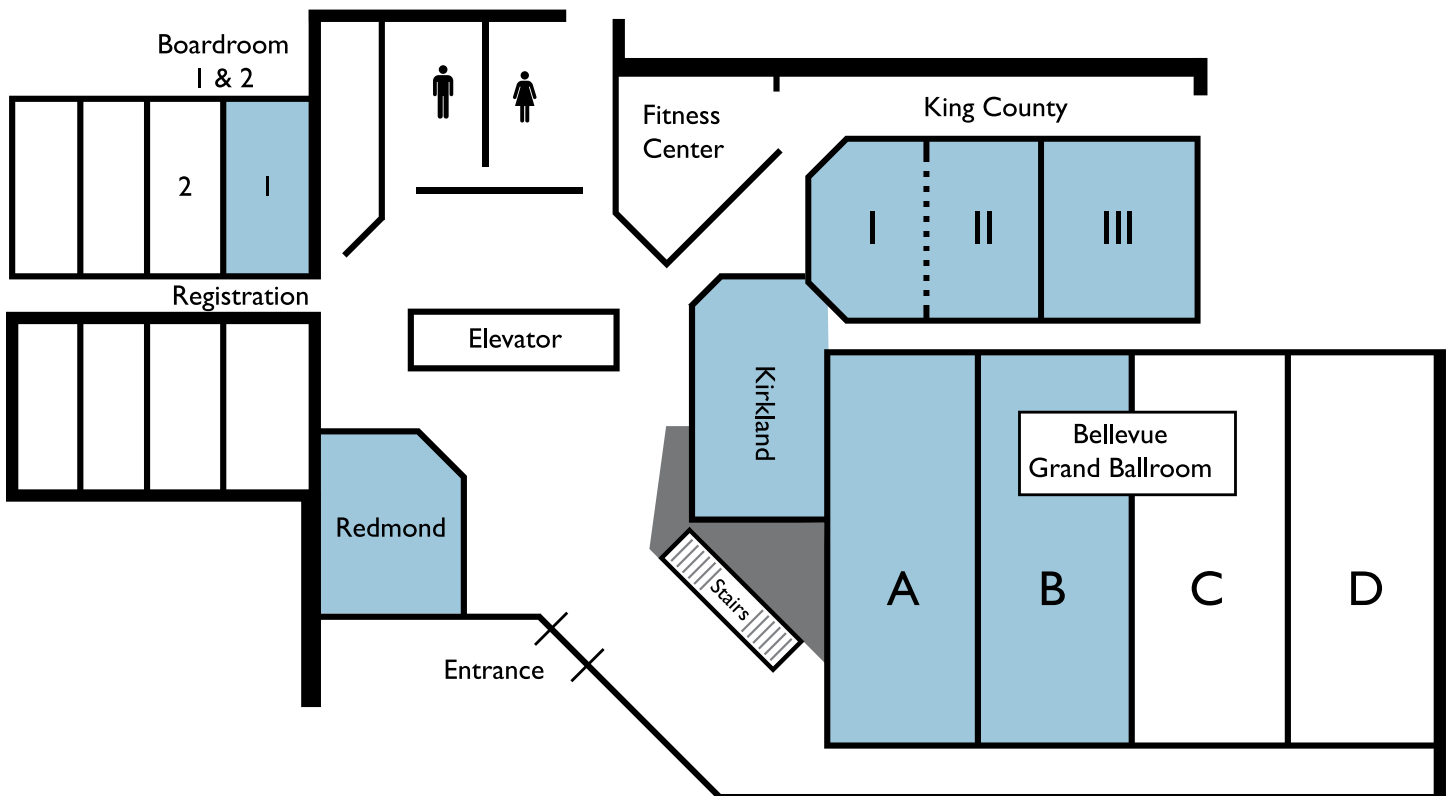 Boardroom
1 & 2
2
1
Registration
Fitness
Center
King County
I
II
III
Elevator
Kirkland
Redmond
Bellevue
Grand Ballroom
A
B
C
D
Stairs
Entrance